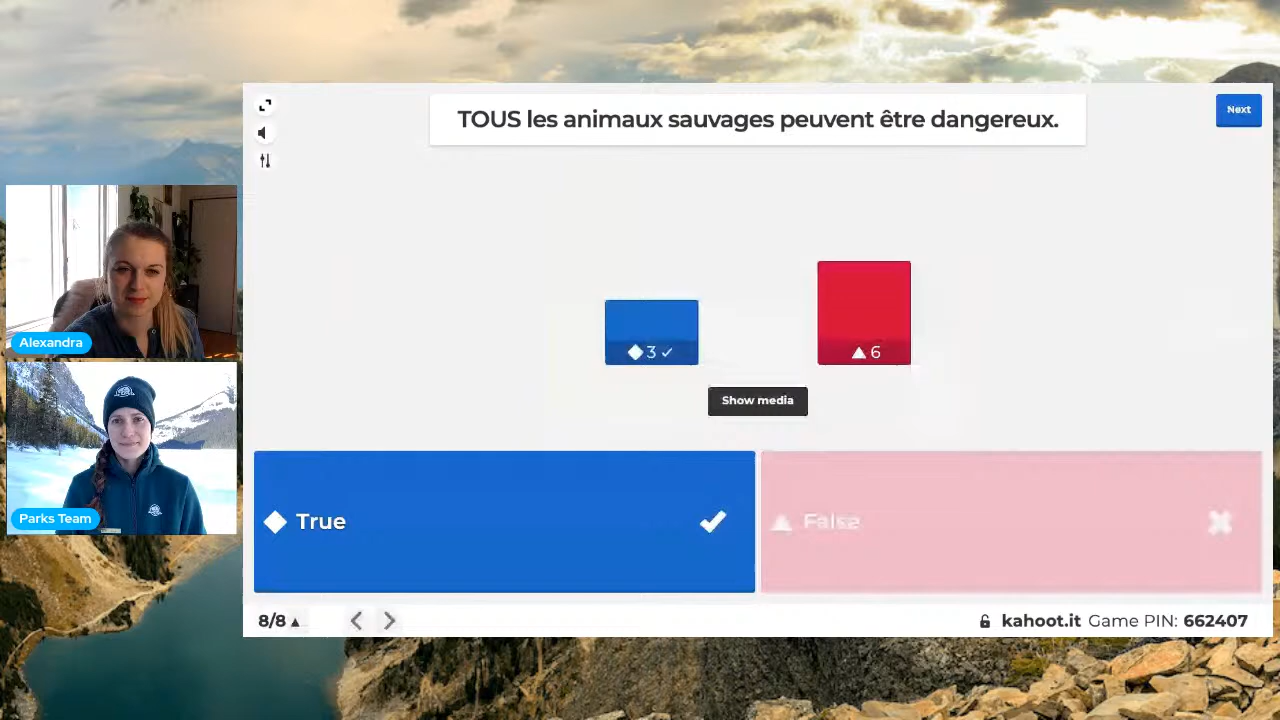 TOUS les animaux sauvages peuvent être dangereux.
Next
Alexandra
3
6
Show media
Parks Team
True
False
8/8
kahoot.it Game PIN: 662407